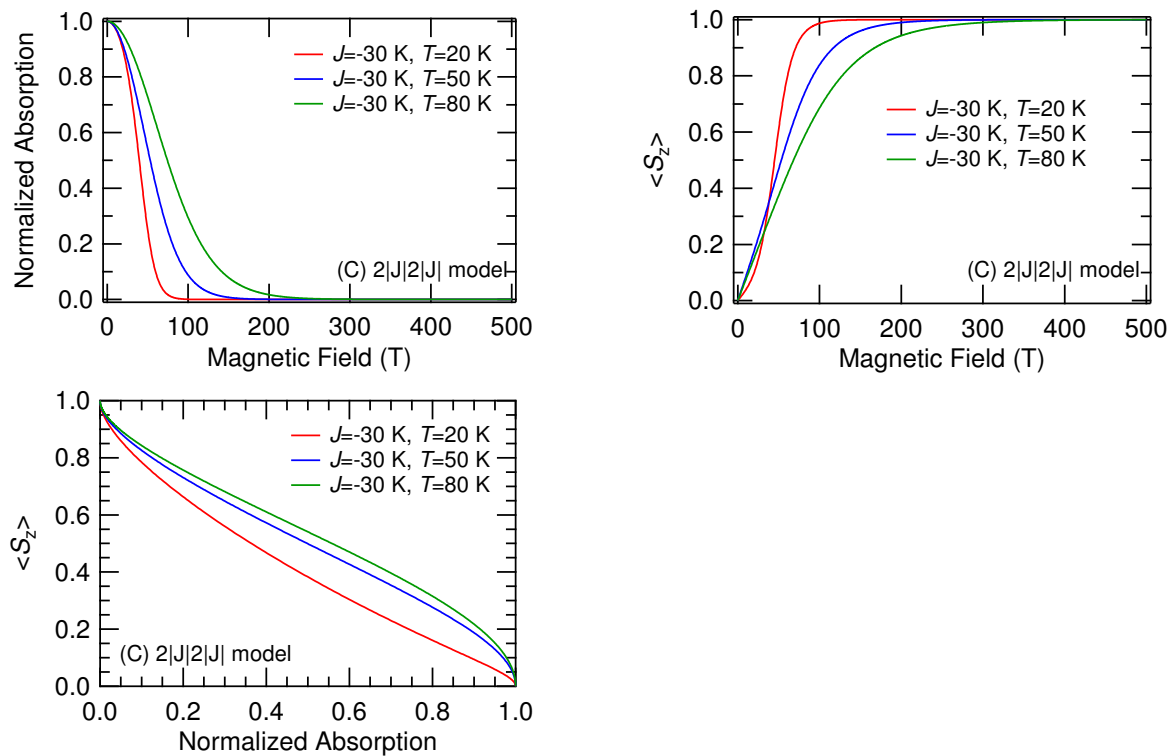 1.0
0.8
0.6
0.4
0.2
0.0
Normalized Absorption
J=-30 K, T=20 K
J=-30 K, T=50 K
J=-30 K, T=80 K
(C) 2|J|2|J| model
0 100 200 300 400 500
Magnetic Field (T)
1.0
0.8
0.6
0.4
0.2
0.0
<Sz>
J=-30 K, T=20 K
J=-30 K, T=50 K
J=-30 K, T=80 K
(C) 2|J|2|J| model
0 100 200 300 400 500
Magnetic Field (T)
1.0
0.8
0.6
0.4
0.2
0.0
<Sz>
J=-30 K, T=20 K
J=-30 K, T=50 K
J=-30 K, T=80 K
(C) 2|J|2|J| model
0.0 0.2 0.4 0.6 0.8 1.0
Normalized Absorption